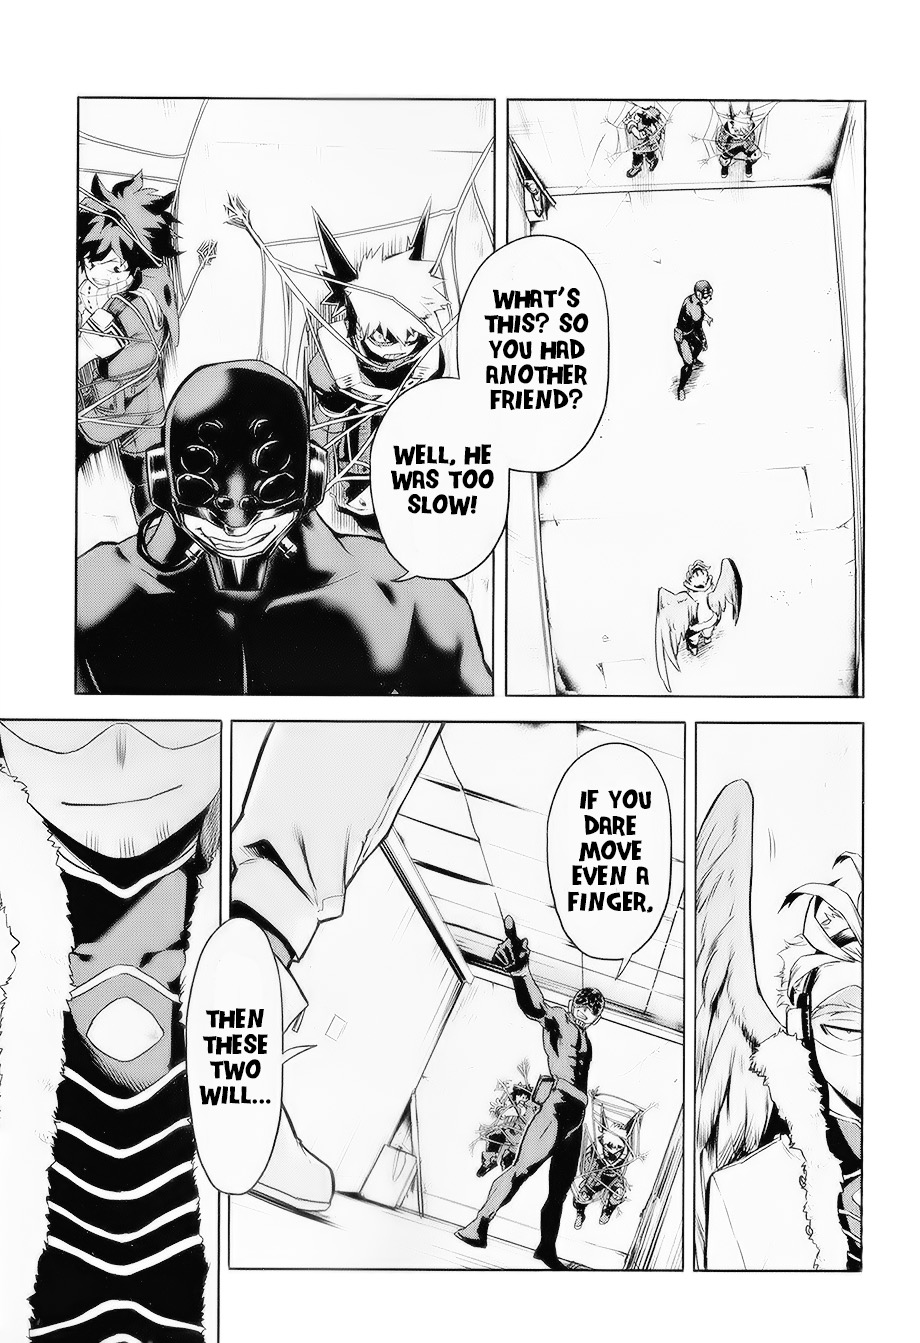 WHAT'S
THIS? SO
YOU HAD
ANOTHER
FRIEND?
WELL, HE
WAS TOO
SLOW!
IF YOU
DARE
MOVE
EVEN A
FINGER,
THEN
THESE
TWO
WILL...